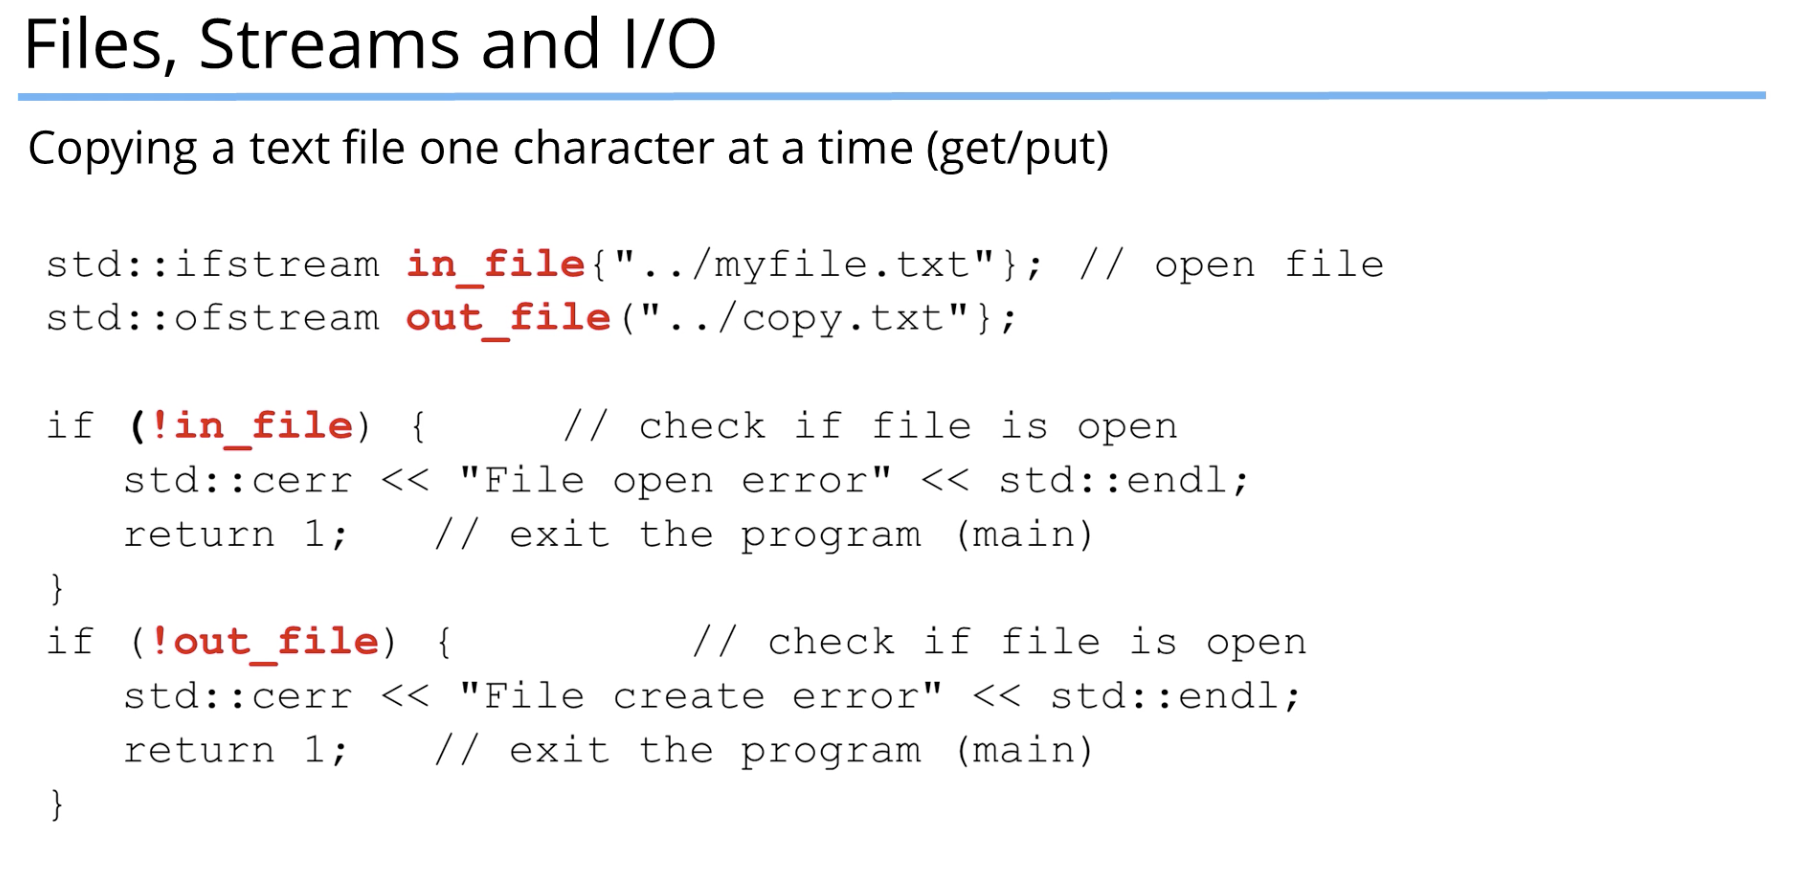 Files, Streams and I/O
Copying a text file one character at a time (get/put)
std::ifstream in_file{"../myfile.txt"}; // open file
std::ofstream out_file("../copy.txt"};
if (!in_file) {     // check if file is open
   std::cerr << "File open error" << std::endl;
   return 1;   // exit the program (main)
}
if (!out_file) {         // check if file is open
   std::cerr << "File create error" << std::endl;
   return 1;   // exit the program (main)
}